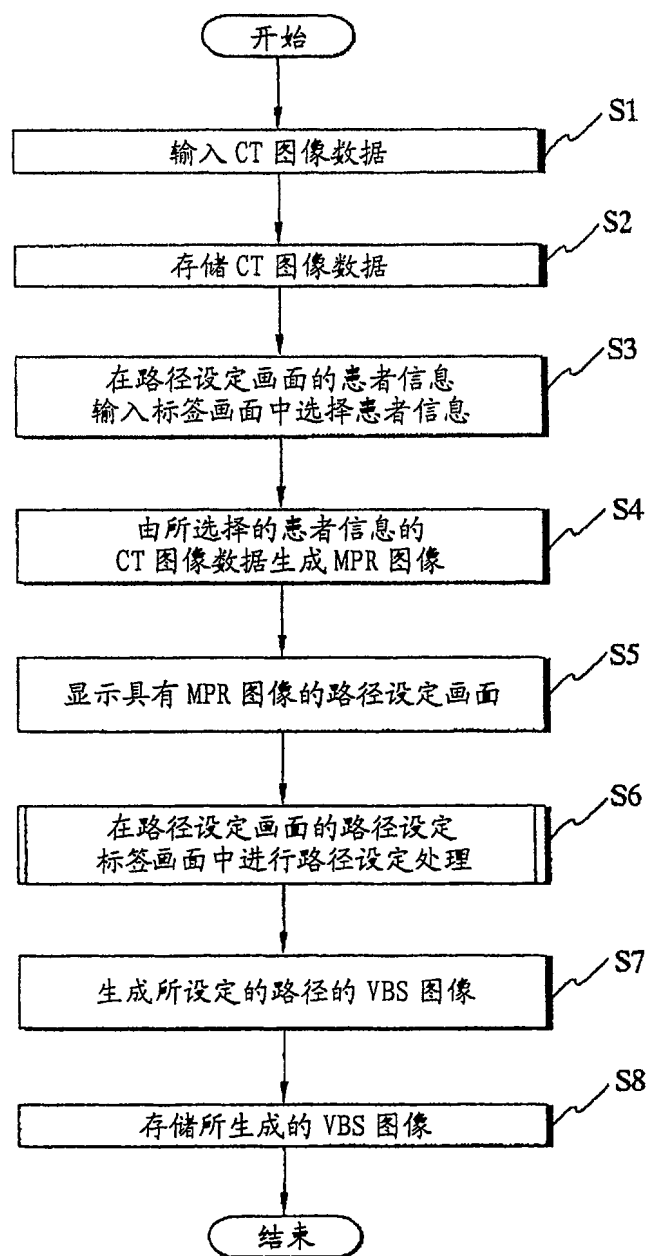 开始
S1
输入 CT 图像数据
S2
存储 CT 图像数据
S3
在路径设定画面的患者信息
输入标签画面中选择患者信息
S4
由所选择的患者信息的
CT 图像数据生成 MPR 图像
S5
显示具有 MPR 图像的路径设定画面
S6
在路径设定画面的路径设定
标签画面中进行路径设定处理
S7
生成所设定的路径的 VBS 图像
S8
存储所生成的 VBS 图像
结束